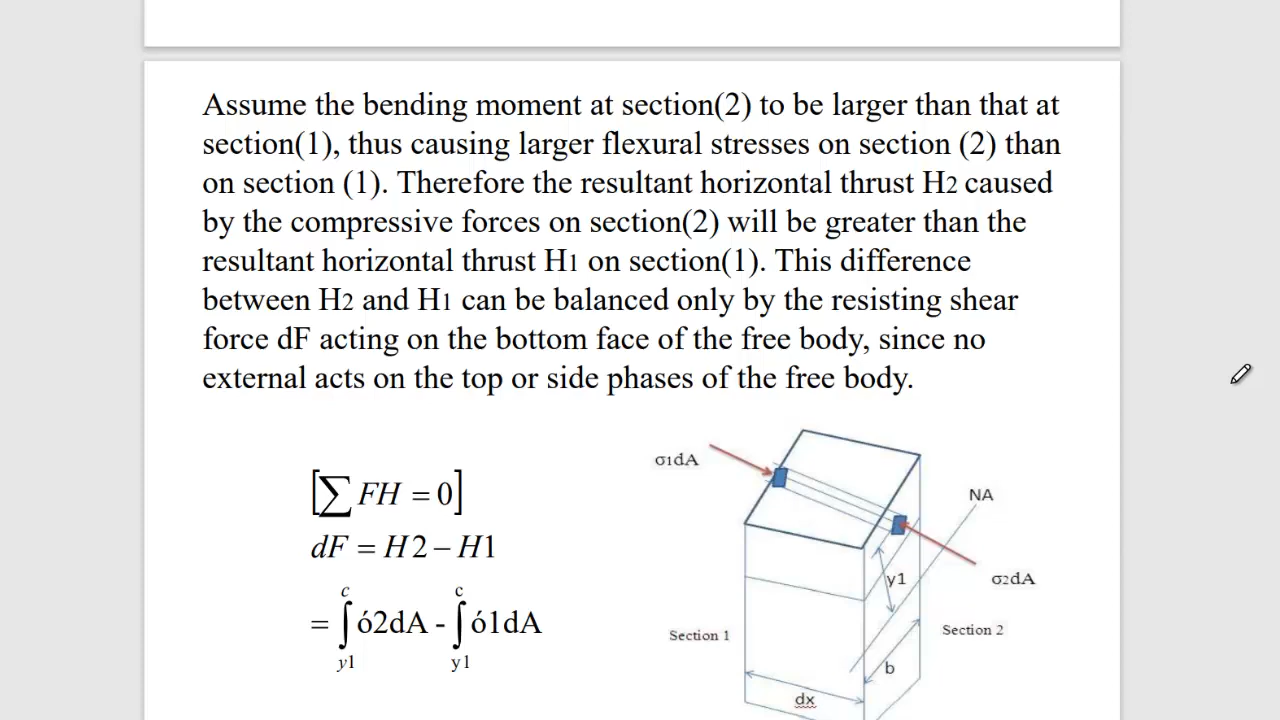 Assume the bending moment at section(2) to be larger than that at
section(1), thus causing larger flexural stresses on section (2) than
on section (1). Therefore the resultant horizontal thrust H2 caused
by the compressive forces on section(2) will be greater than the
resultant horizontal thrust H1 on section(1). This difference
between H2 and H1 can be balanced only by the resisting shear
force dF acting on the bottom face of the free body, since no
external acts on the top or side phases of the free body.
[∑ FH = 0]
dF = H2 − H1
c c
= ∫ ó2dA - ∫ ó1dA
y1 y1
σ1dA
NA
y1
σ2dA
Section 1
Section 2
b
dx